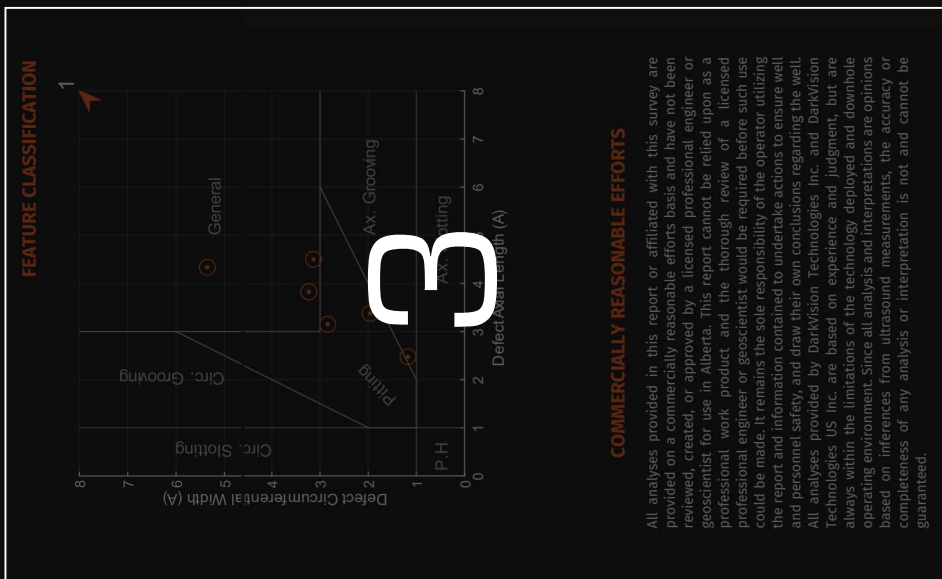 FEATURE CLASSIFICATION
1
General
Ax. Grooving
Circ. Grooving
Pitting
Circ. Slotting
P.H
0
1
2
3
4
5
6
7
8
Defect Axial Length (A)
0
1
2
3
4
5
6
7
8
Defect Circumferential Width (A)
3
COMMERCIALLY REASONABLE EFFORTS
All analyses provided in this report or affiliated with this survey are
provided on a commercially reasonable efforts basis and have not been
reviewed, created, or approved by a licensed professional engineer or
geoscientist for use in Alberta. This report cannot be relied upon as a
professional work product and the thorough review of a licensed
professional engineer or geoscientist would be required before such use
could be made. It remains the sole responsibility of the operator utilizing
the report and information contained to undertake actions to ensure well
and personnel safety, and draw their own conclusions regarding the well.
All analyses provided by DarkVision Technologies Inc. and DarkVision
Technologies US Inc. are based on experience and judgment, but are
always within the limitations of the technology deployed and downhole
operating environment. Since all analysis and interpretations are opinions
based on inferences from ultrasound measurements, the accuracy or
completeness of any analysis or interpretation is not and cannot be
guaranteed.